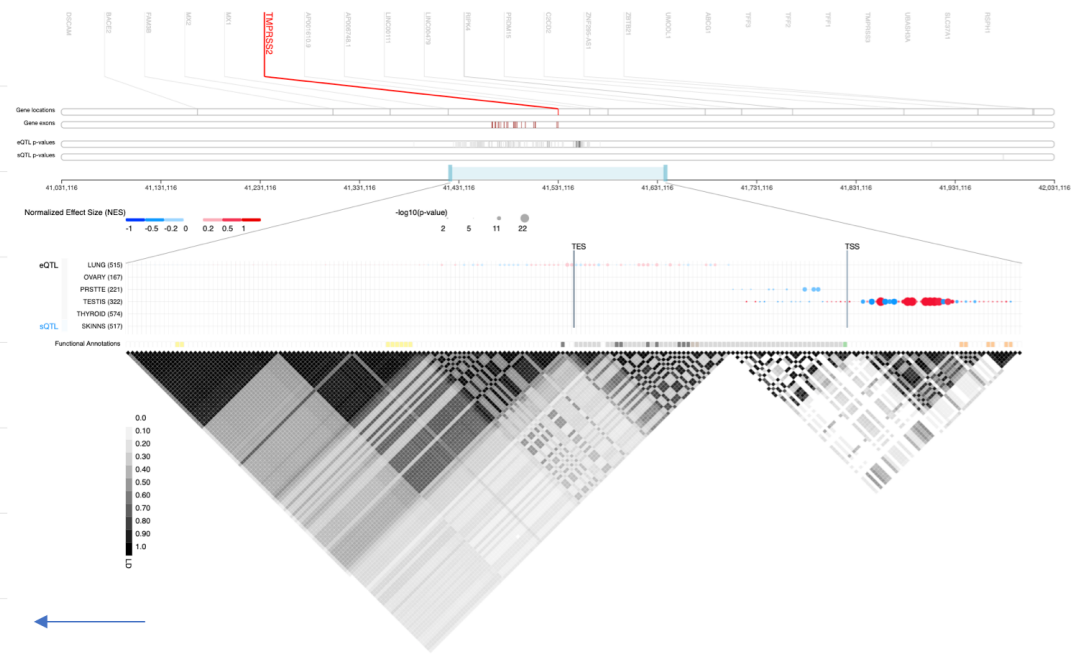 DSCAM
BACE2
FAM3B
MX2
MX1
TMPRSS2
LINC00111
LINC00479
RIPK4
PRDM15
C2CD2
ZNF295-AS1
ZBTB21
UMODL1
ABCG1
TFF3
TFF2
TFF1
TMPRSS3
UBASH3A
SLC37A1
RSPH1
Gene locations
Gene exons
eQTL p-values
sQTL p-values
41,031,116 41,131,116 41,231,116 41,331,116 41,431,116 41,531,116 41,631,116 41,731,116 41,831,116 41,931,116 42,031,116
Normalized Effect Size (NES)
-1 -0.5 -0.2 0 0.2 0.5 1
-log10(p-value)
2 5 11 22
TES TSS
eQTL LUNG (515)
OVARY (167)
PRSTTE (221)
TESTIS (322)
THYROID (574)
sQTL SKINNS (517)
Functional Annotations
0.0
0.10
0.20
0.30
0.40
0.50
0.60
0.70
0.80
0.90
1.0
LD